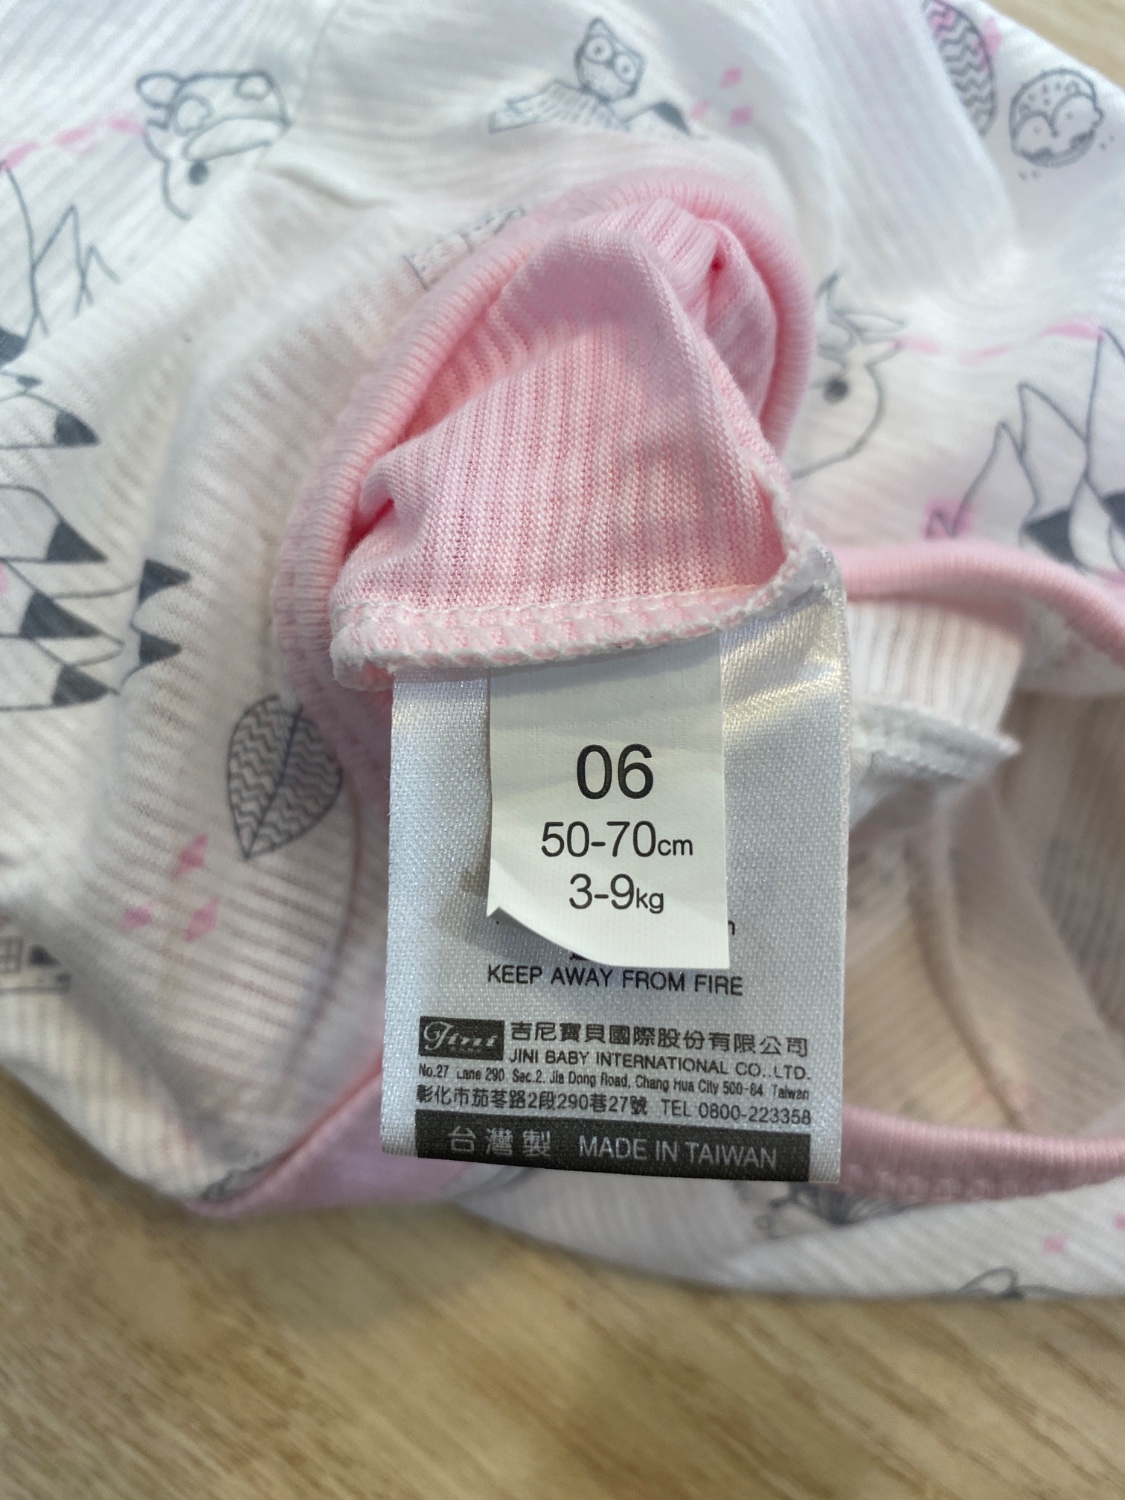 06
50-70cm
3-9kg
KEEP AWAY FROM FIRE
Jini 吉尼寶貝國際股份有限公司
JINI BABY INTERNATIONAL CO.,LTD.
No.27 Lane 290, Sec.2, Jia Dong Road, Chang Hua City 500-84 Taiwan
彰化市茄苳路2段290巷27號 TEL 0800-223358
台灣製 MADE IN TAIWAN